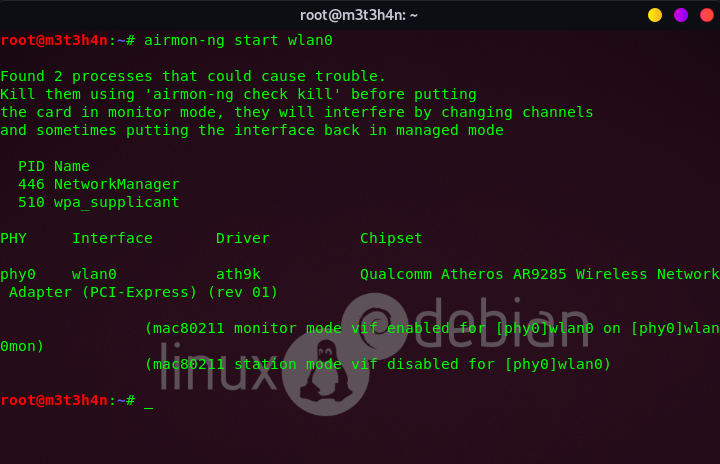 root@m3t3h4n: ~
root@m3t3h4n:~# airmon-ng start wlan0
Found 2 processes that could cause trouble.
Kill them using 'airmon-ng check kill' before putting
the card in monitor mode, they will interfere by changing channels
and sometimes putting the interface back in managed mode
PID Name
446 NetworkManager
510 wpa_supplicant
PHY Interface Driver Chipset
phy0 wlan0 ath9k Qualcomm Atheros AR9285 Wireless Network
Adapter (PCI-Express) (rev 01)
(mac80211 monitor mode vif enabled for [phy0]wlan0 on [phy0]wlan
0mon)
(mac80211 station mode vif disabled for [phy0]wlan0)
root@m3t3h4n:~# _
debian
linux